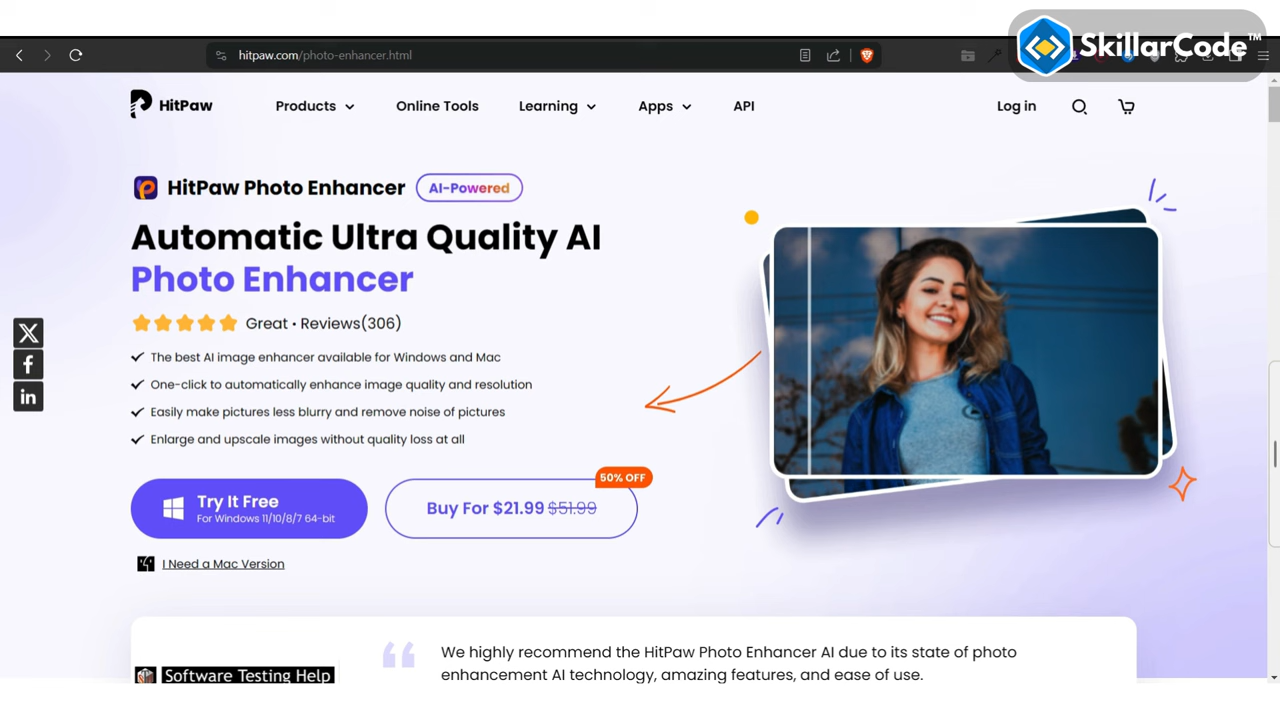 SkillarCode™
hitpaw.com/photo-enhancer.html
HitPaw
Products
Online Tools
Learning
Apps
API
Log in
HitPaw Photo Enhancer
AI-Powered
Automatic Ultra Quality AI
Photo Enhancer
Great • Reviews(306)
The best AI image enhancer available for Windows and Mac
One-click to automatically enhance image quality and resolution
Easily make pictures less blurry and remove noise of pictures
Enlarge and upscale images without quality loss at all
50% OFF
Try It Free
For Windows 11/10/8/7 64-bit
Buy For $21.99 $51.99
I Need a Mac Version
We highly recommend the HitPaw Photo Enhancer AI due to its state of photo
enhancement AI technology, amazing features, and ease of use.
Software Testing Help